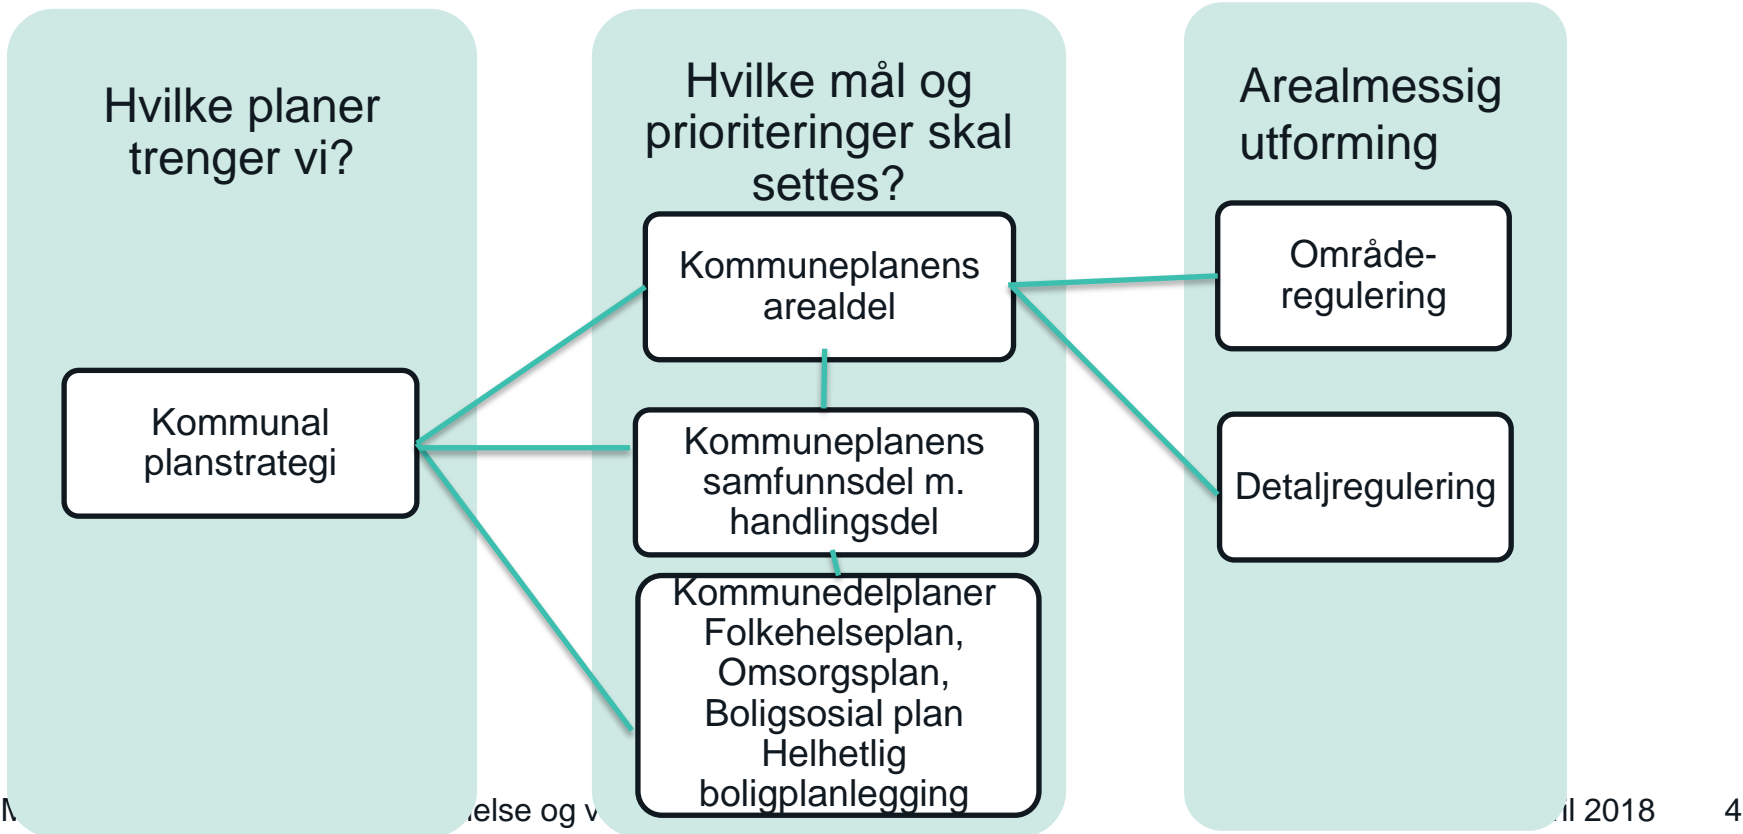 Hvilke planer
trenger vi?
Kommunal
planstrategi
Hvilke mål og
prioriteringer skal
settes?
Kommuneplanens
arealdel
Kommuneplanens
samfunnsdel m.
handlingsdel
Kommunedelplaner
Folkehelseplan,
Omsorgsplan,
Boligsosial plan
Helhetlig
boligplanlegging
Arealmessig
utforming
Område-
regulering
Detaljregulering
og 2018 4